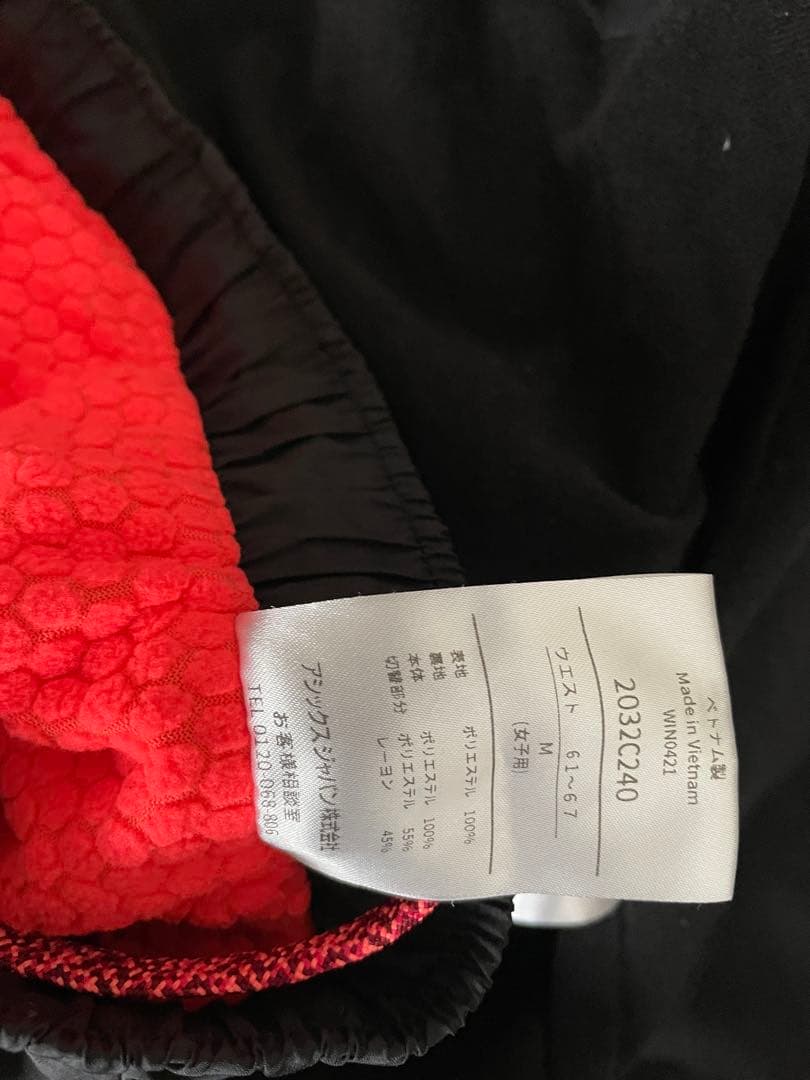 ベトナム製
Made in Vietnam
WIN0421
2032C240
ウエスト 61～67
M
(女子用)
表地 ポリエステル 100%
裏地
本体 ポリエステル 100%
切替部分 ポリエステル 55%
レーヨン 45%
アシックスジャパン株式会社
お客様相談室
TEL 0120-068-806